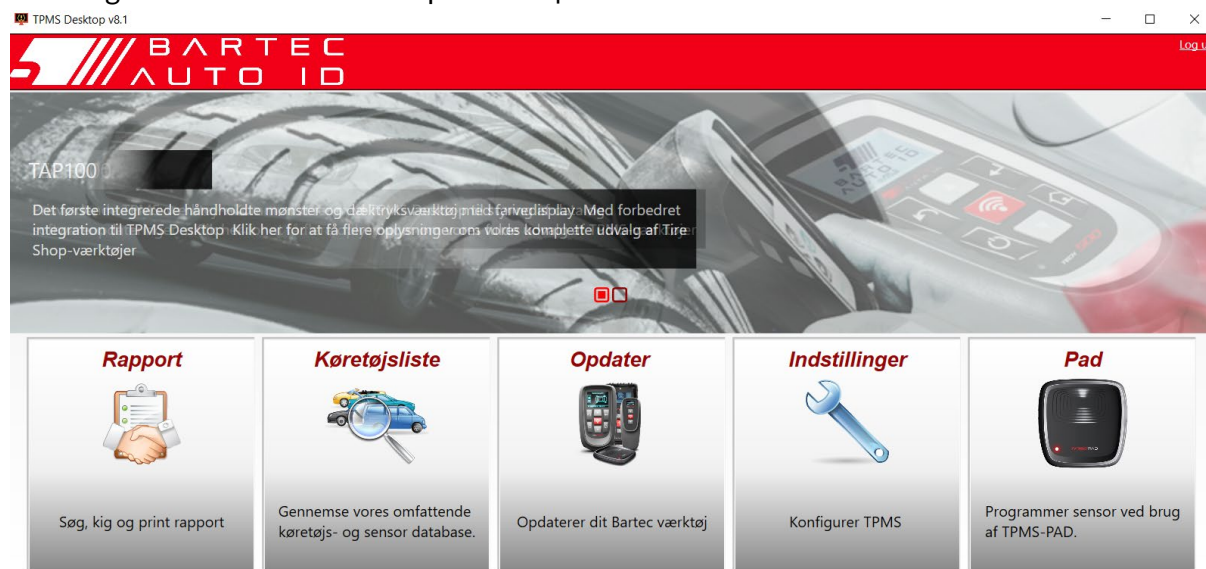 TPMS Desktop v8.1
BARTEC
AUTO ID
Log
TAP100
Det første integrerede håndholdte mønster og dæktryksværktøj med farvedisplay Med forbedret
integration til TPMS Desktop Klik her for at få flere oplysninger om vores komplette udvalg af Tire
Shop-værktøjer
Rapport
Køretøjsliste
Opdater
Indstillinger
Pad
Søg, kig og print rapport
Gennemse vores omfattende
køretøjs- og sensor database.
Opdaterer dit Bartec værktøj
Konfigurer TPMS
Programmer sensor ved brug
af TPMS-PAD.